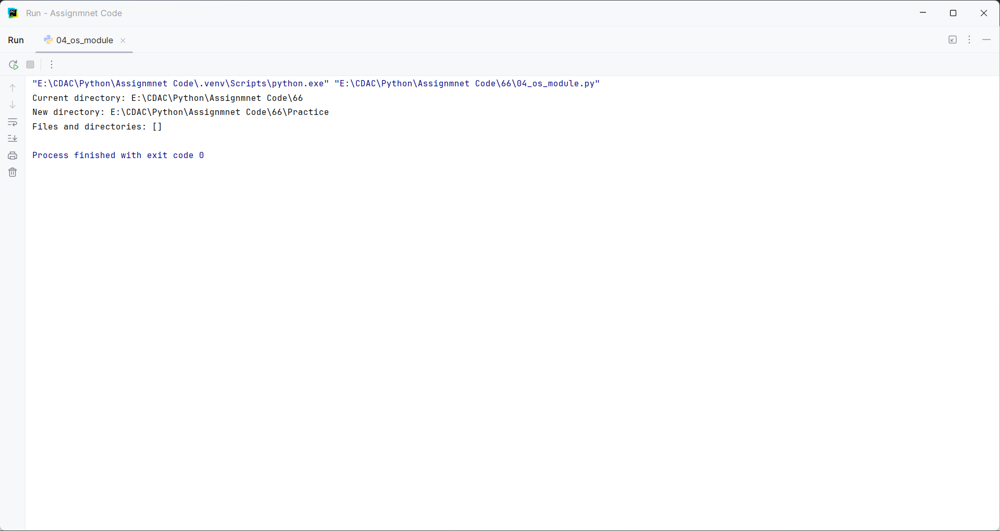 Run - Assignmnet Code
Run 04_os_module
"E:\CDAC\Python\Assignmnet Code\.venv\Scripts\python.exe" "E:\CDAC\Python\Assignmnet Code\66\04_os_module.py"
Current directory: E:\CDAC\Python\Assignmnet Code\66
New directory: E:\CDAC\Python\Assignmnet Code\66\Practice
Files and directories: []
Process finished with exit code 0